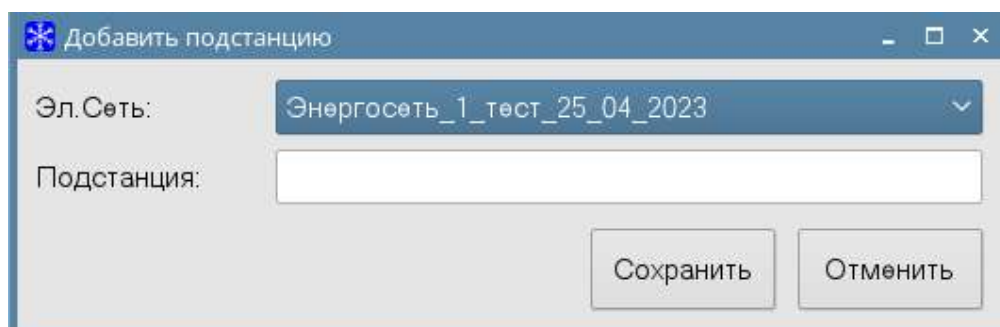 Добавить подстанцию
Эл.Сеть: Энергосеть_1_тест_25_04_2023
Подстанция:
Сохранить Отменить